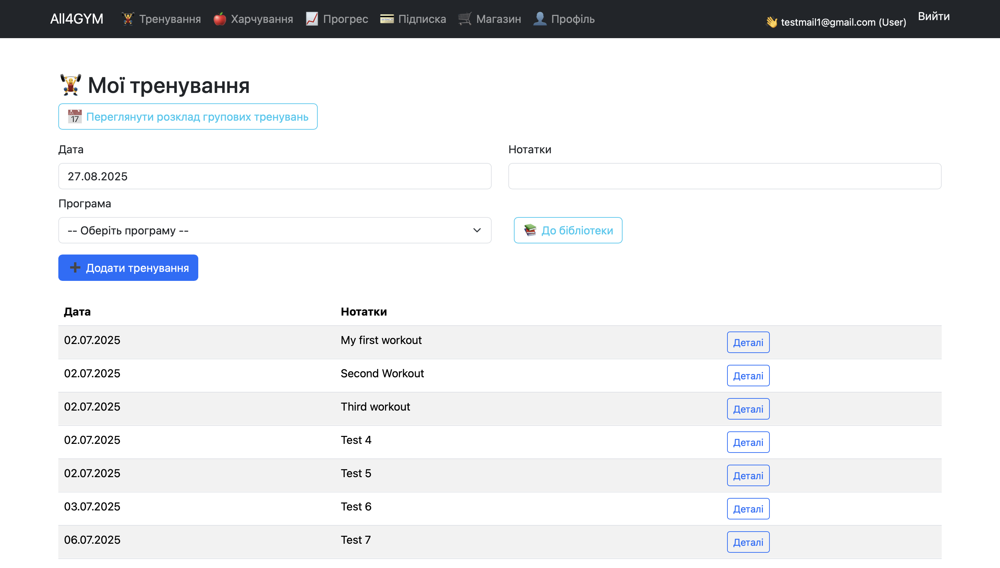 All4GYM Тренування Харчування Прогрес Підписка Магазин Профіль testmail1@gmail.com (User) Вийти
Мої тренування
JUL 17 Переглянути розклад групових тренувань
Дата Нотатки
27.08.2025
Програма
-- Оберіть програму -- До бібліотеки
Додати тренування
Дата Нотатки
02.07.2025 My first workout Деталі
02.07.2025 Second Workout Деталі
02.07.2025 Third workout Деталі
02.07.2025 Test 4 Деталі
02.07.2025 Test 5 Деталі
03.07.2025 Test 6 Деталі
06.07.2025 Test 7 Деталі